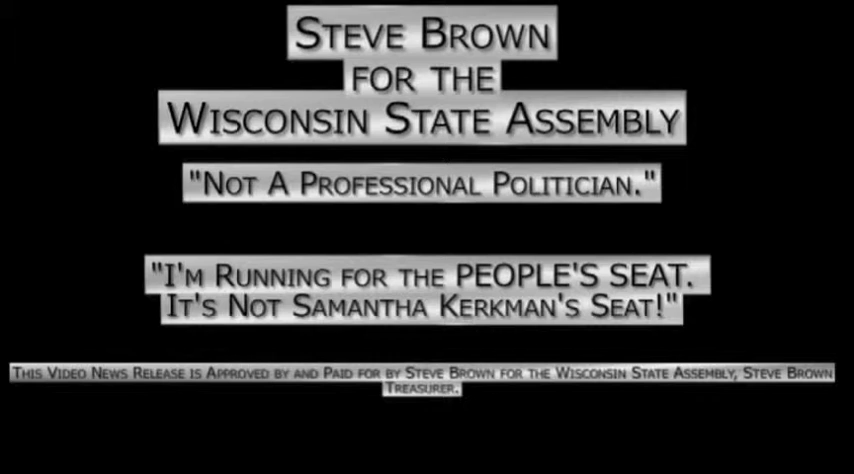 Steve Brown
for the
Wisconsin State Assembly
"Not A Professional Politician."
"I'm Running for the PEOPLE'S SEAT.
It's Not Samantha Kerkman's Seat!"
This Video News Release is Approved by and Paid for by Steve Brown for the Wisconsin State Assembly, Steve Brown
Treasurer.